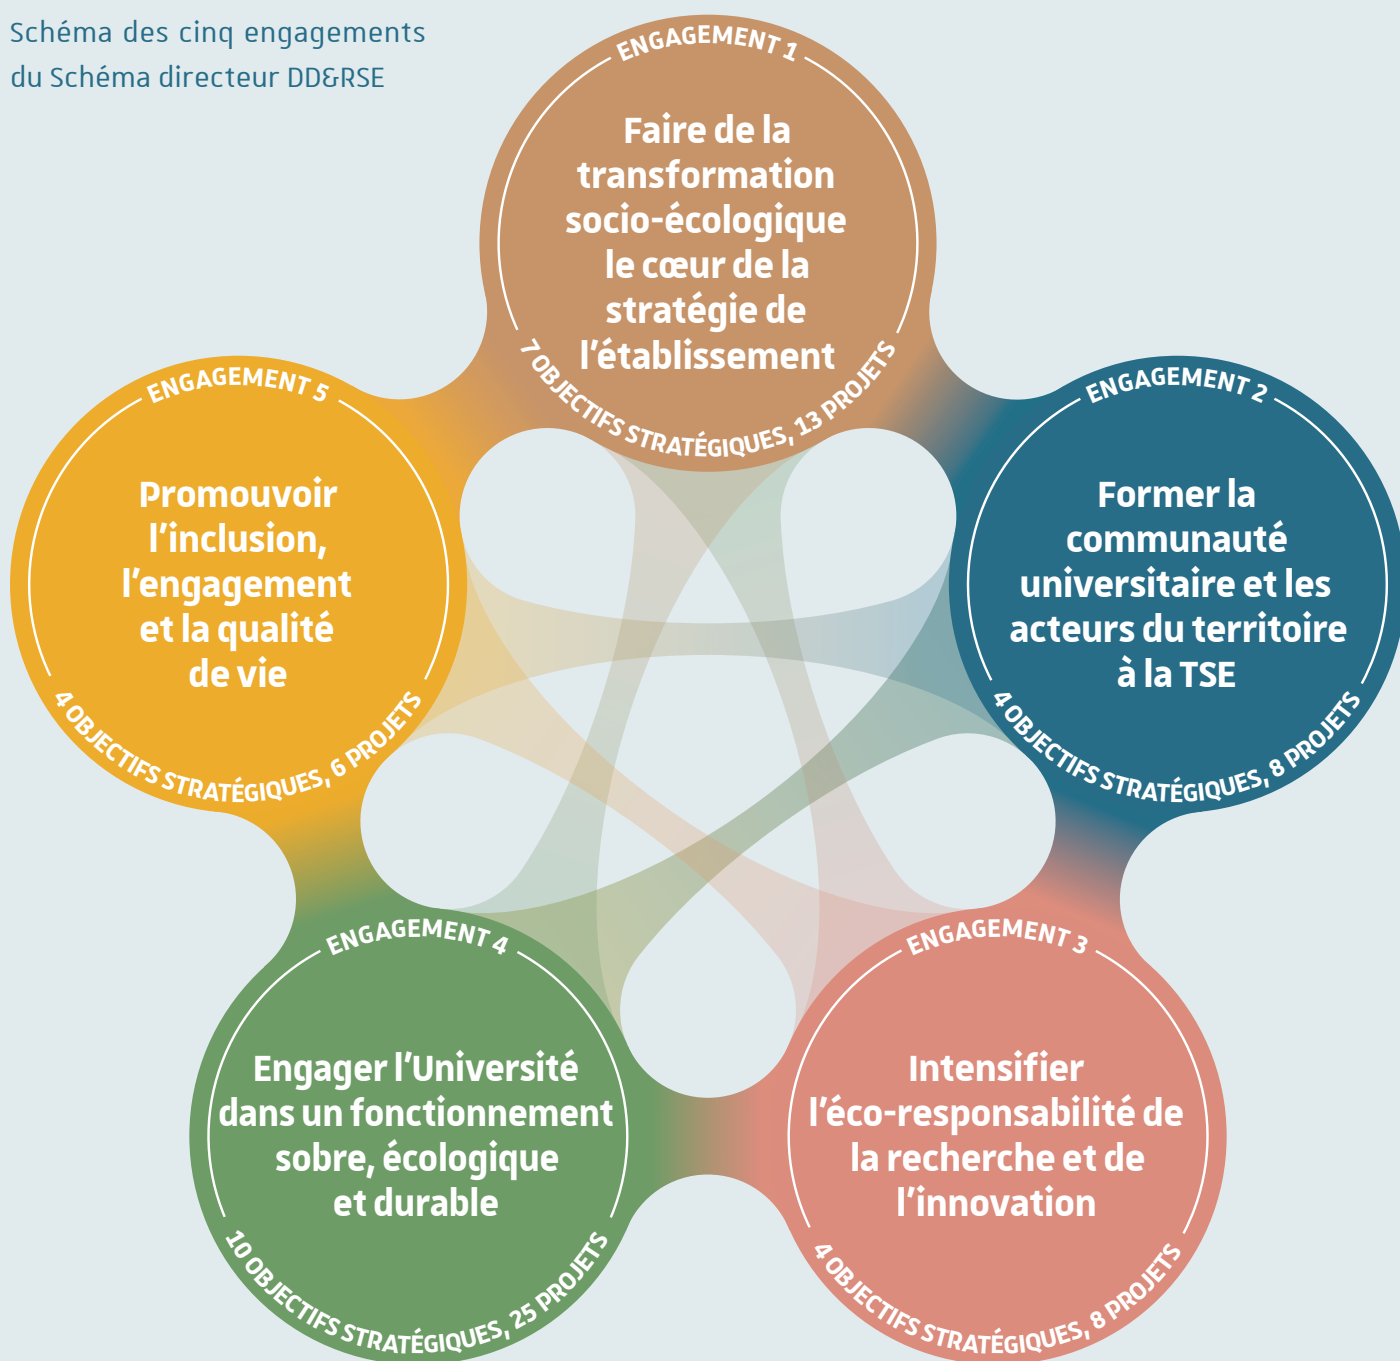 Schéma des cinq engagements
du Schéma directeur DD&RSE
ENGAGEMENT 1
Faire de la
transformation
socio-écologique
le cœur de la
stratégie de
l'établissement
7 OBJECTIFS STRATÉGIQUES, 13 PROJETS
ENGAGEMENT 2
Former la
communauté
universitaire et les
acteurs du territoire
à la TSE
4 OBJECTIFS STRATÉGIQUES, 8 PROJETS
ENGAGEMENT 3
Intensifier
l'éco-responsabilité de
la recherche et de
l'innovation
4 OBJECTIFS STRATÉGIQUES, 8 PROJETS
ENGAGEMENT 4
Engager l'Université
dans un fonctionnement
sobre, écologique
et durable
10 OBJECTIFS STRATÉGIQUES, 25 PROJETS
ENGAGEMENT 5
Promouvoir
l'inclusion,
l'engagement
et la qualité
de vie
4 OBJECTIFS STRATÉGIQUES, 6 PROJETS